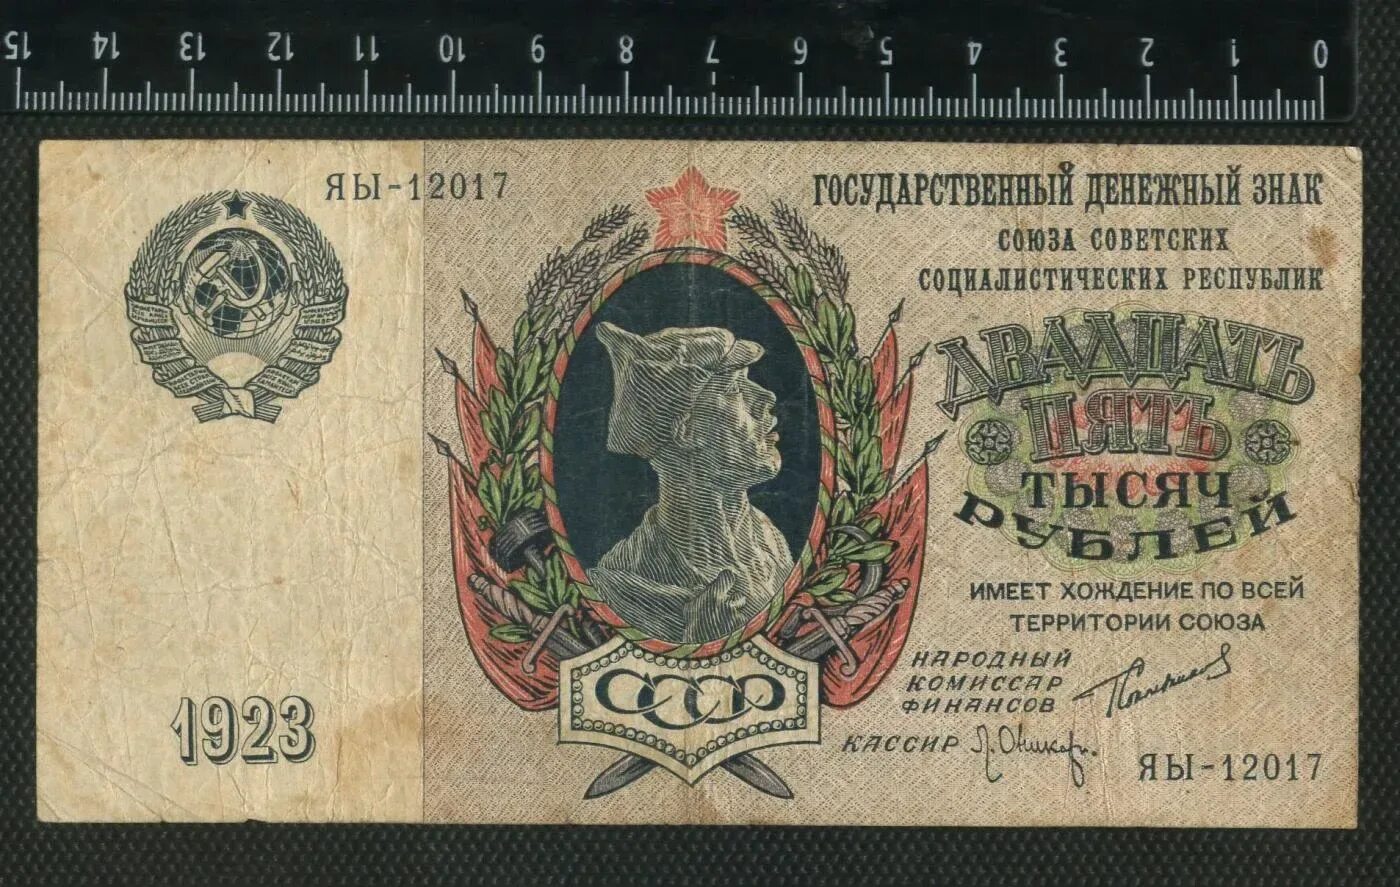 15 14 13 12 11 10 9 8 7 6 5 4 3 2 1 0
ЯЫ-12017
ГОСУДАРСТВЕННЫЙ ДЕНЕЖНЫЙ ЗНАК
СОЮЗА СОВЕТСКИХ
СОЦИАЛИСТИЧЕСКИХ РЕСПУБЛИК
ДВАДЦАТЬ
ПЯТЬ
ТЫСЯЧ
РУБЛЕЙ
ИМЕЕТ ХОЖДЕНИЕ ПО ВСЕЙ
ТЕРРИТОРИИ СОЮЗА
НАРОДНЫЙ
КОМИССАР
ФИНАНСОВ
КАССИР
СССР
1923
ЯЫ-12017